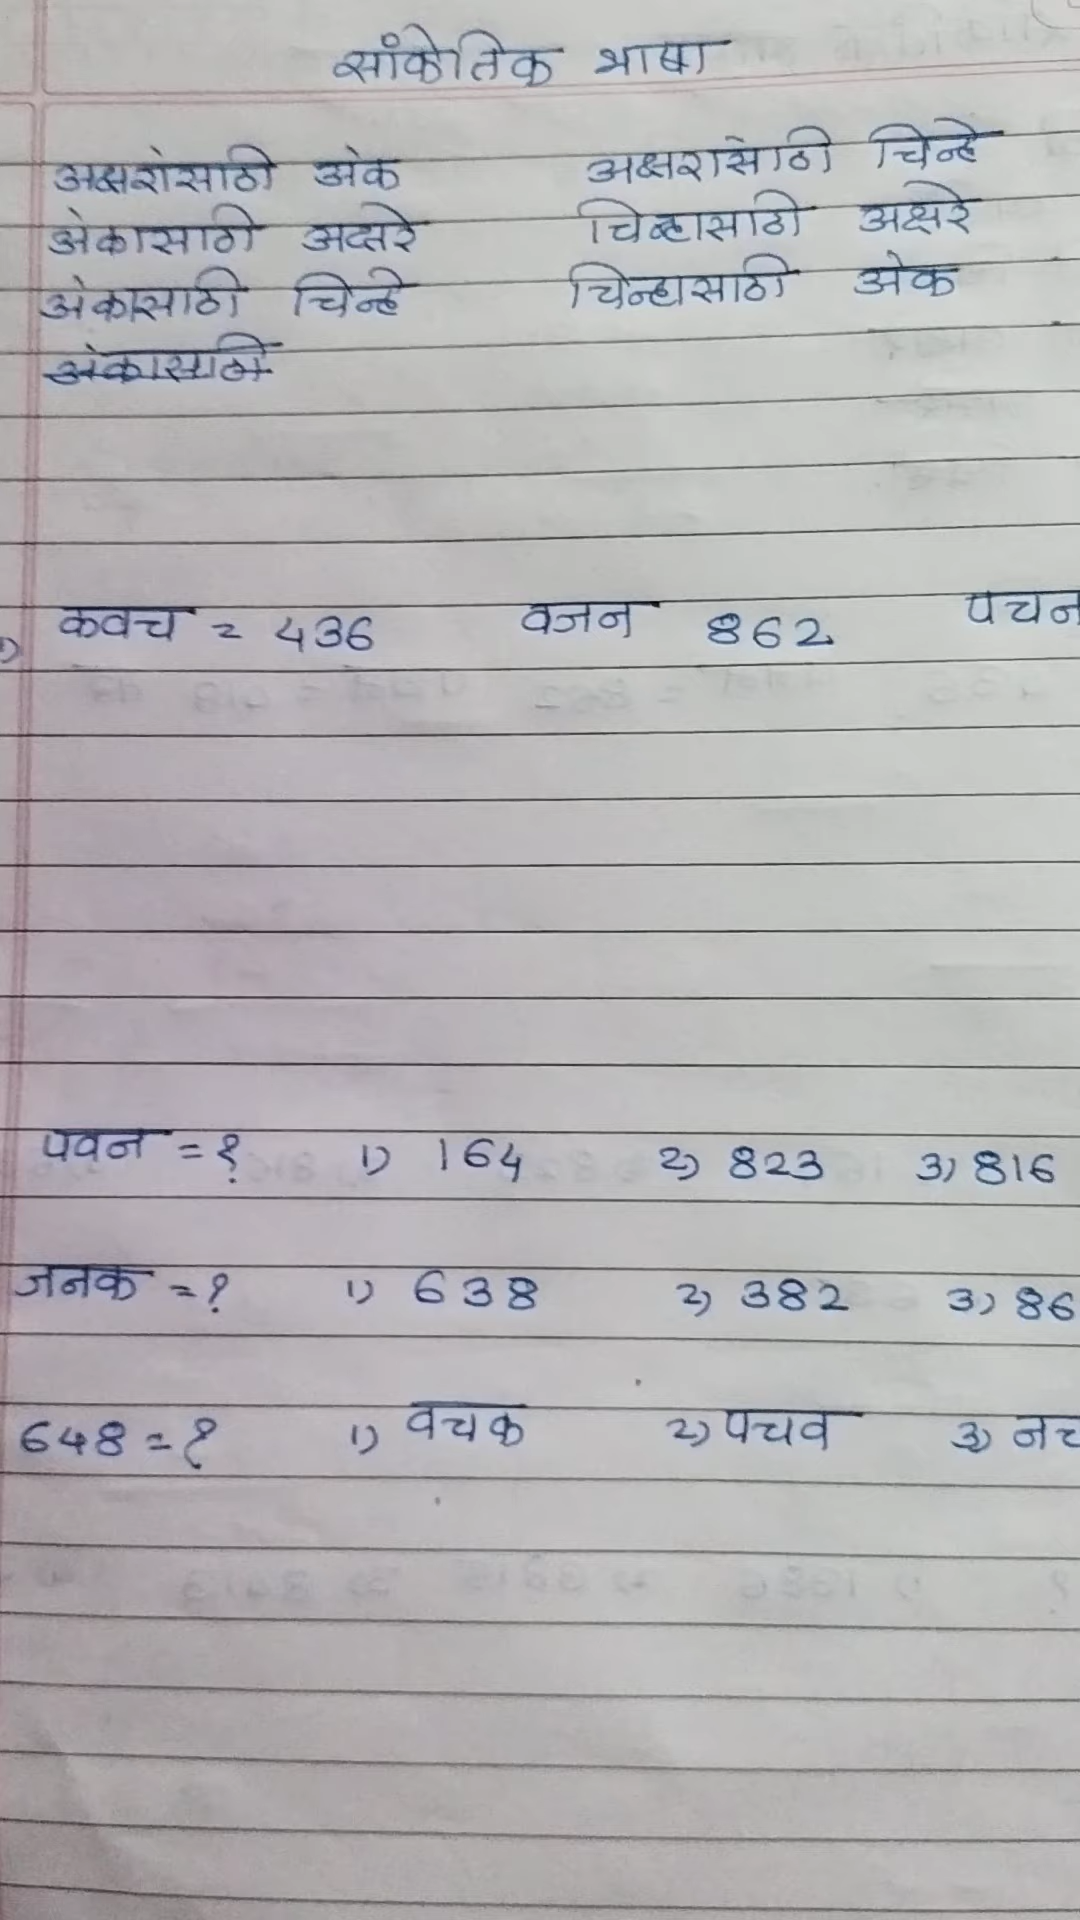 सांकेतिक भाषा
अक्षरांसाठी अंक अक्षरांसाठी चिन्हे
अंकासाठी अक्षरे चिन्हासाठी अक्षरे
अंकासाठी चिन्हे चिन्हासाठी अंक
अंकासाठी
1) कवच = 436 वजन 862 पचन
पवन = ? 1) 164 2) 823 3) 816
जनक = ? 1) 638 2) 382 3) 86
648 = ? 1) वचक 2) पचव 3) नच